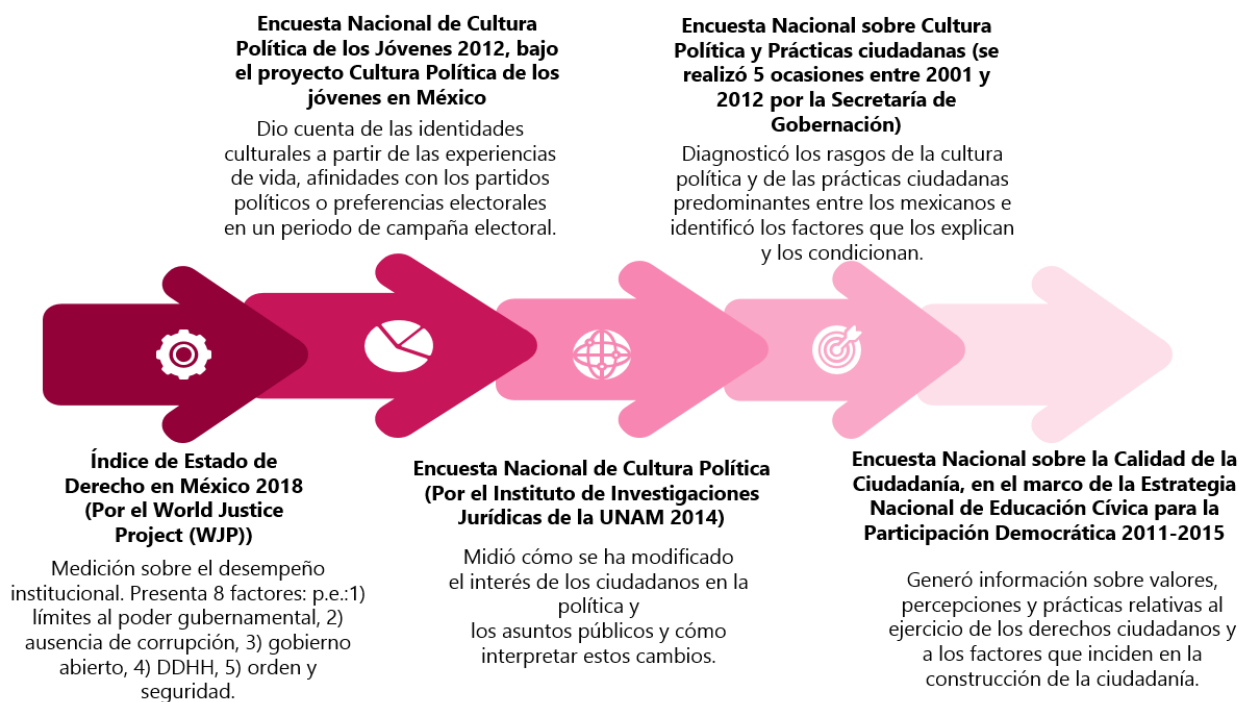 Encuesta Nacional de Cultura
Política de los Jóvenes 2012, bajo
el proyecto Cultura Política de los
jóvenes en México
Dio cuenta de las identidades
culturales a partir de las experiencias
de vida, afinidades con los partidos
políticos o preferencias electorales
en un periodo de campaña electoral.
Encuesta Nacional sobre Cultura
Política y Prácticas ciudadanas (se
realizó 5 ocasiones entre 2001 y
2012 por la Secretaría de
Gobernación)
Diagnosticó los rasgos de la cultura
política y de las prácticas ciudadanas
predominantes entre los mexicanos e
identificó los factores que los explican
y los condicionan.
Índice de Estado de
Derecho en México 2018
(Por el World Justice
Project (WJP))
Medición sobre el desempeño
institucional. Presenta 8 factores: p.e.:1)
límites al poder gubernamental, 2)
ausencia de corrupción, 3) gobierno
abierto, 4) DDHH, 5) orden y
seguridad.
Encuesta Nacional de Cultura Política
(Por el Instituto de Investigaciones
Jurídicas de la UNAM 2014)
Midió cómo se ha modificado
el interés de los ciudadanos en la
política y
los asuntos públicos y cómo
interpretar estos cambios.
Encuesta Nacional sobre la Calidad de la
Ciudadanía, en el marco de la Estrategia
Nacional de Educación Cívica para la
Participación Democrática 2011-2015
Generó información sobre valores,
percepciones y prácticas relativas al
ejercicio de los derechos ciudadanos y
a los factores que inciden en la
construcción de la ciudadanía.